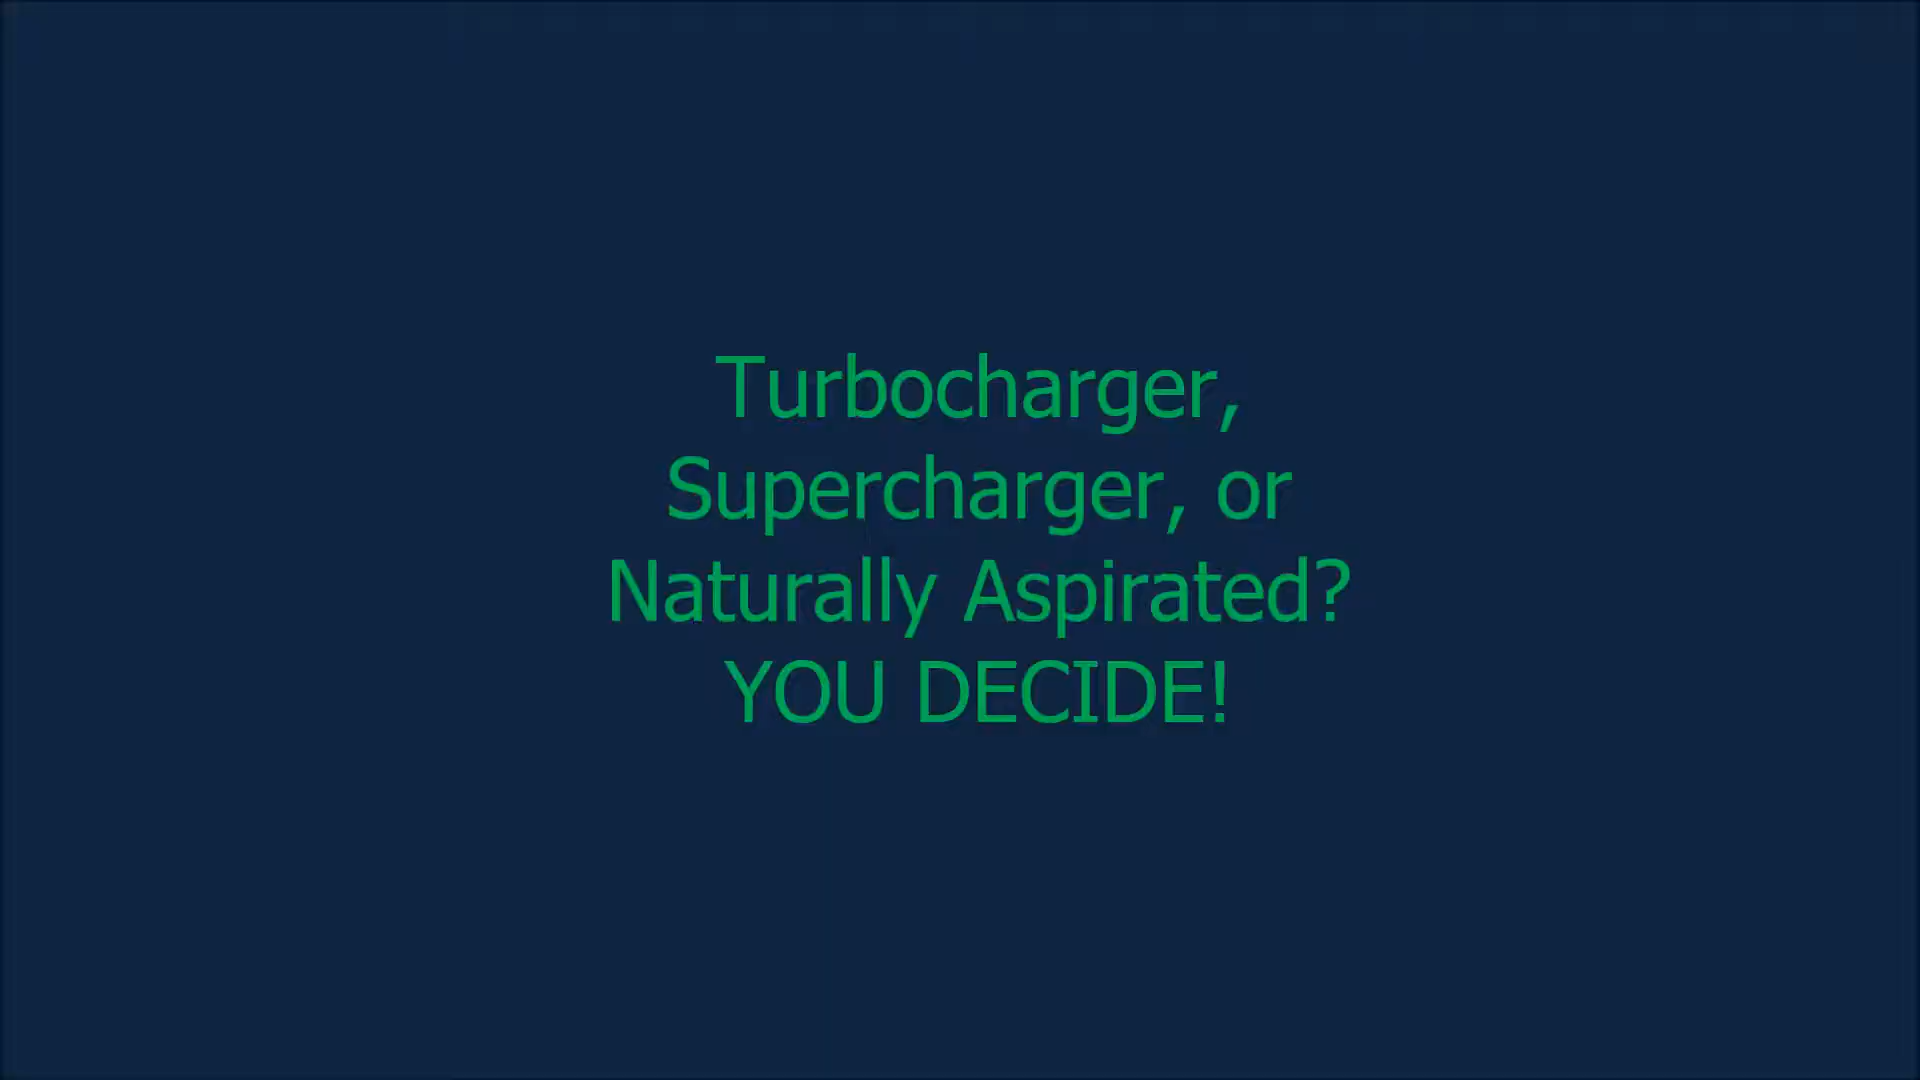 Turbocharger,
Supercharger, or
Naturally Aspirated?
YOU DECIDE!